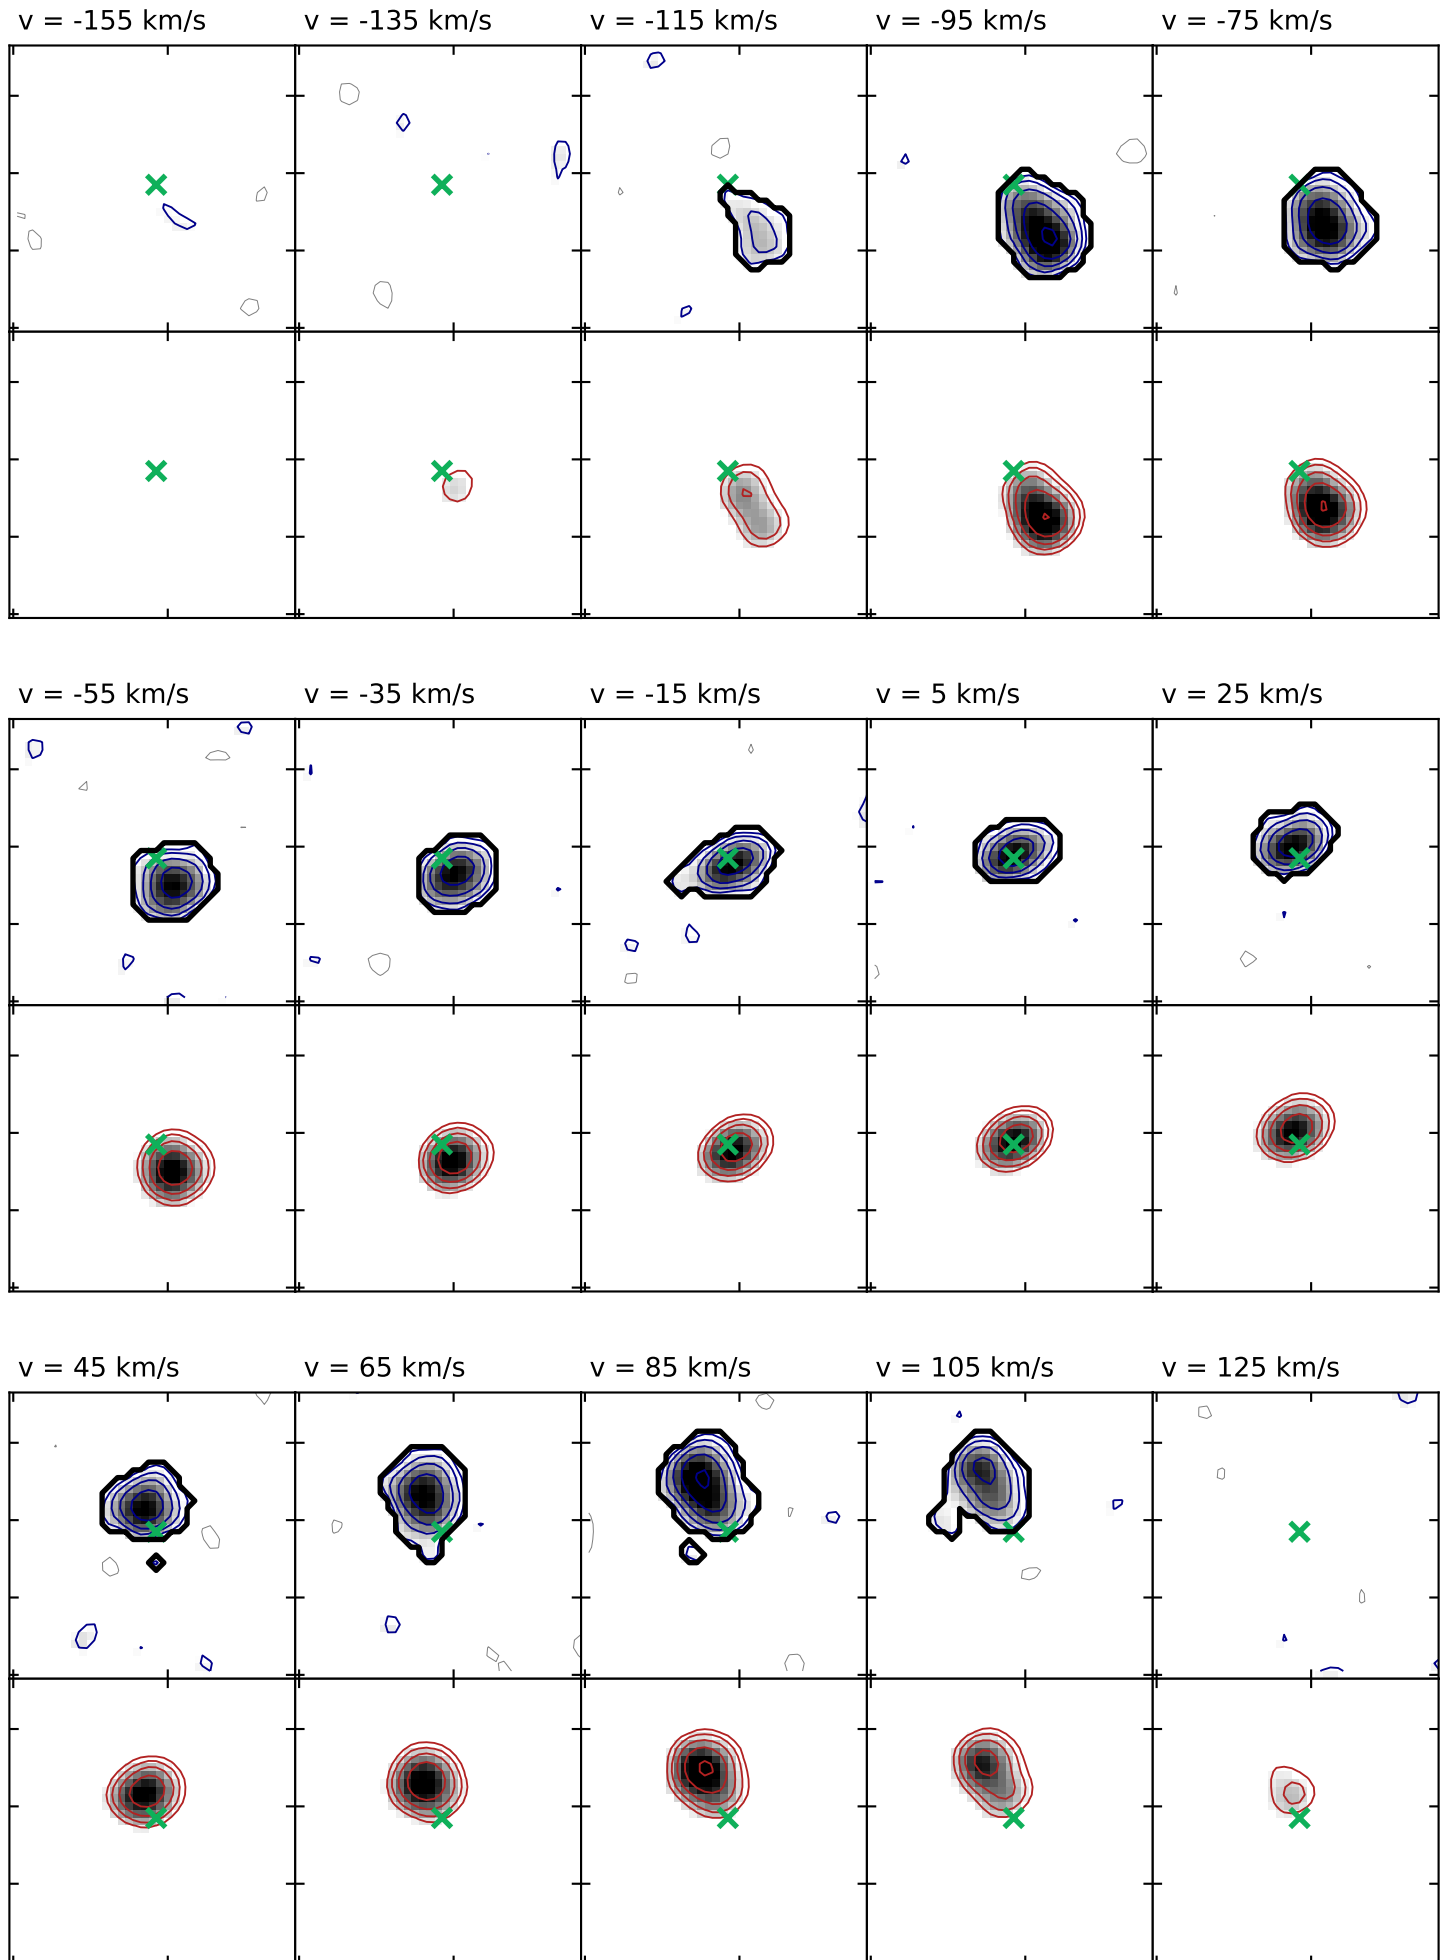 v = -155 km/s
v = -135 km/s
v = -115 km/s
v = -95 km/s
v = -75 km/s
v = -55 km/s
v = -35 km/s
v = -15 km/s
v = 5 km/s
v = 25 km/s
v = 45 km/s
v = 65 km/s
v = 85 km/s
v = 105 km/s
v = 125 km/s